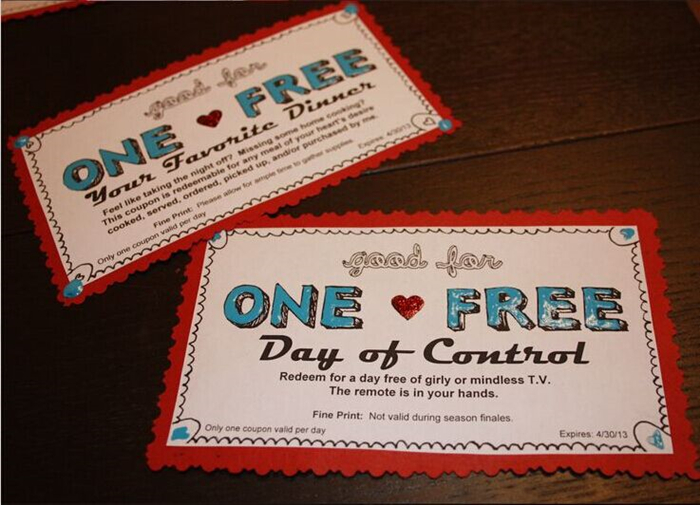 good for
ONE FREE
Your Favorite Dinner
Feel like taking the night off? Missing some home cooking?
This coupon is redeemable for any meal of your heart's desire
cooked, served, ordered, picked up, and/or purchased by me.
Fine Print: Please allow for ample time to gather supplies.
Only one coupon valid per day
Expires: 4/30/13
good for
ONE FREE
Day of Control
Redeem for a day free of girly or mindless T.V.
The remote is in your hands.
Fine Print: Not valid during season finales.
Only one coupon valid per day
Expires: 4/30/13